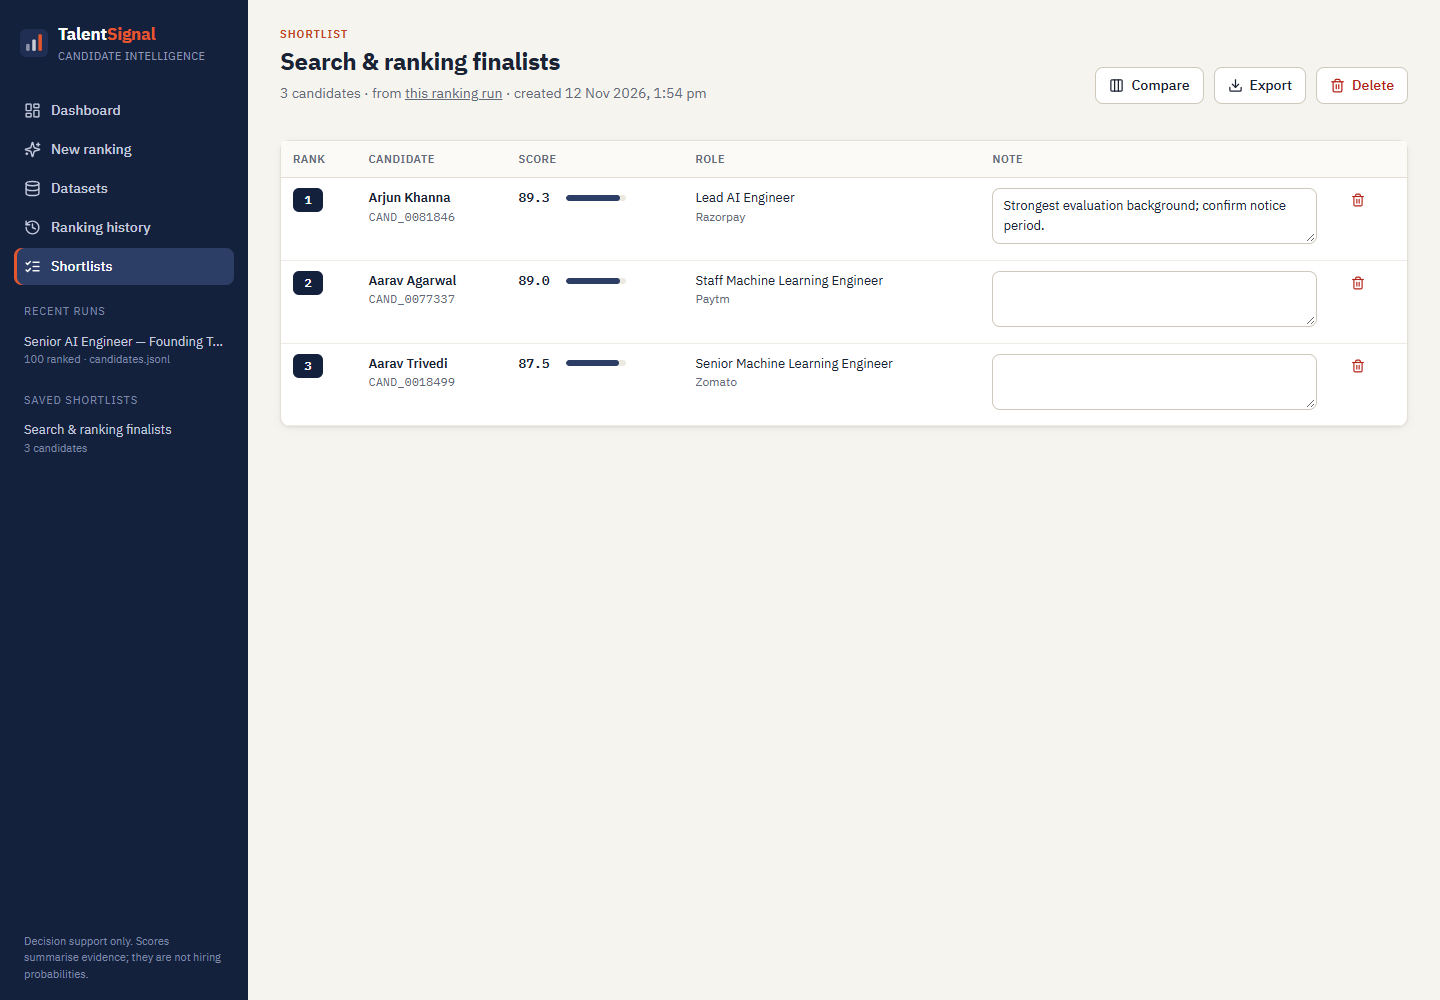 TalentSignal
CANDIDATE INTELLIGENCE
Dashboard
New ranking
Datasets
Ranking history
Shortlists
RECENT RUNS
Senior AI Engineer — Founding T...
100 ranked · candidates.jsonl
SAVED SHORTLISTS
Search & ranking finalists
3 candidates
Decision support only. Scores
summarise evidence; they are not hiring
probabilities.
SHORTLIST
Search & ranking finalists
3 candidates · from this ranking run · created 12 Nov 2026, 1:54 pm
Compare
Export
Delete
RANK CANDIDATE SCORE ROLE NOTE
1 Arjun Khanna 89.3 Lead AI Engineer
CAND_0081846 Razorpay
Strongest evaluation background; confirm notice
period.
2 Aarav Agarwal 89.0 Staff Machine Learning Engineer
CAND_0077337 Paytm
3 Aarav Trivedi 87.5 Senior Machine Learning Engineer
CAND_0018499 Zomato